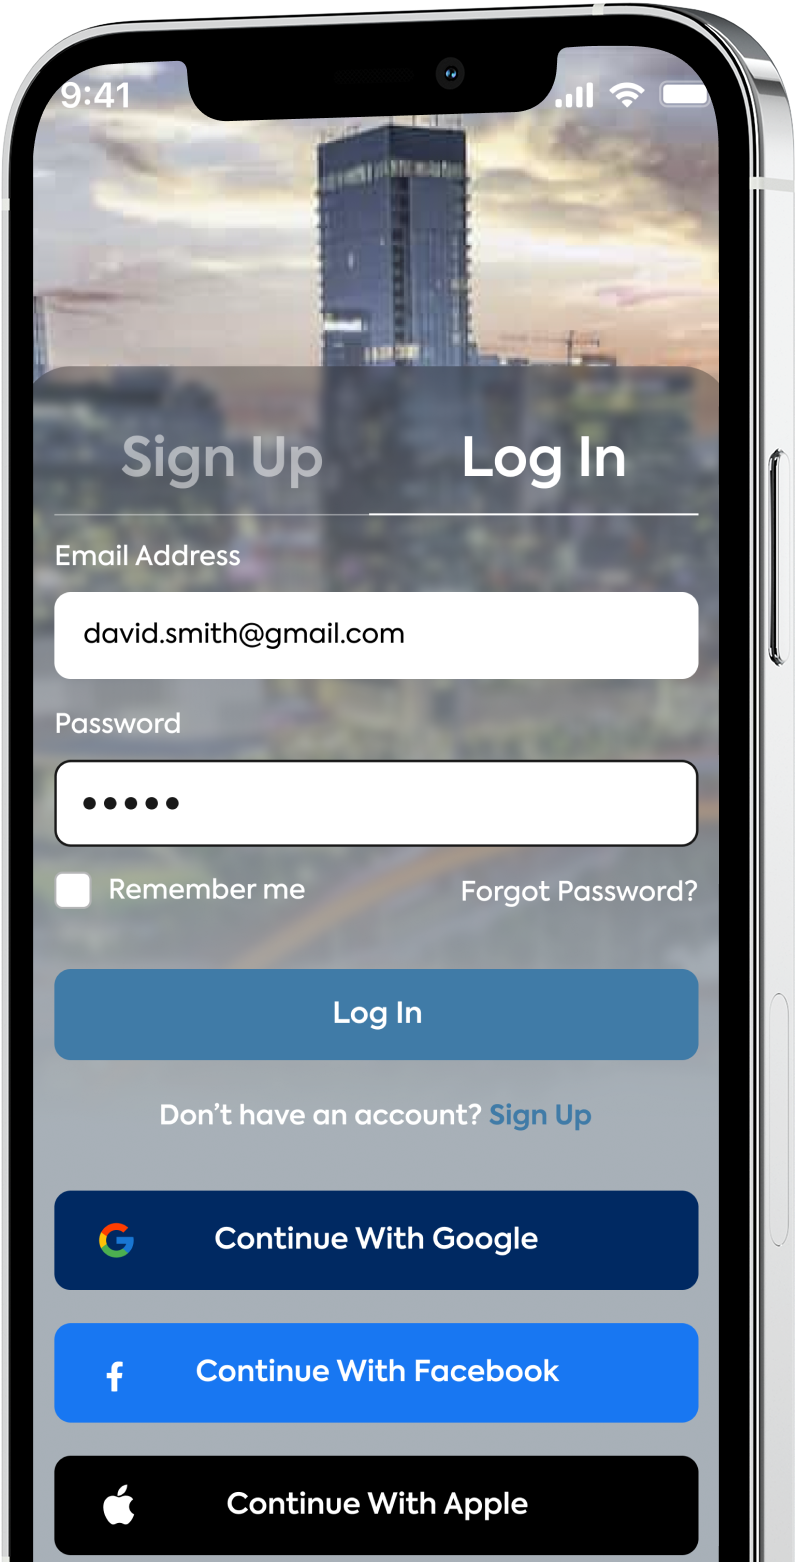 9:41
Sign Up
Log In
Email Address
david.smith@gmail.com
Password
Remember me
Forgot Password?
Log In
Don’t have an account? Sign Up
Continue With Google
Continue With Facebook
Continue With Apple